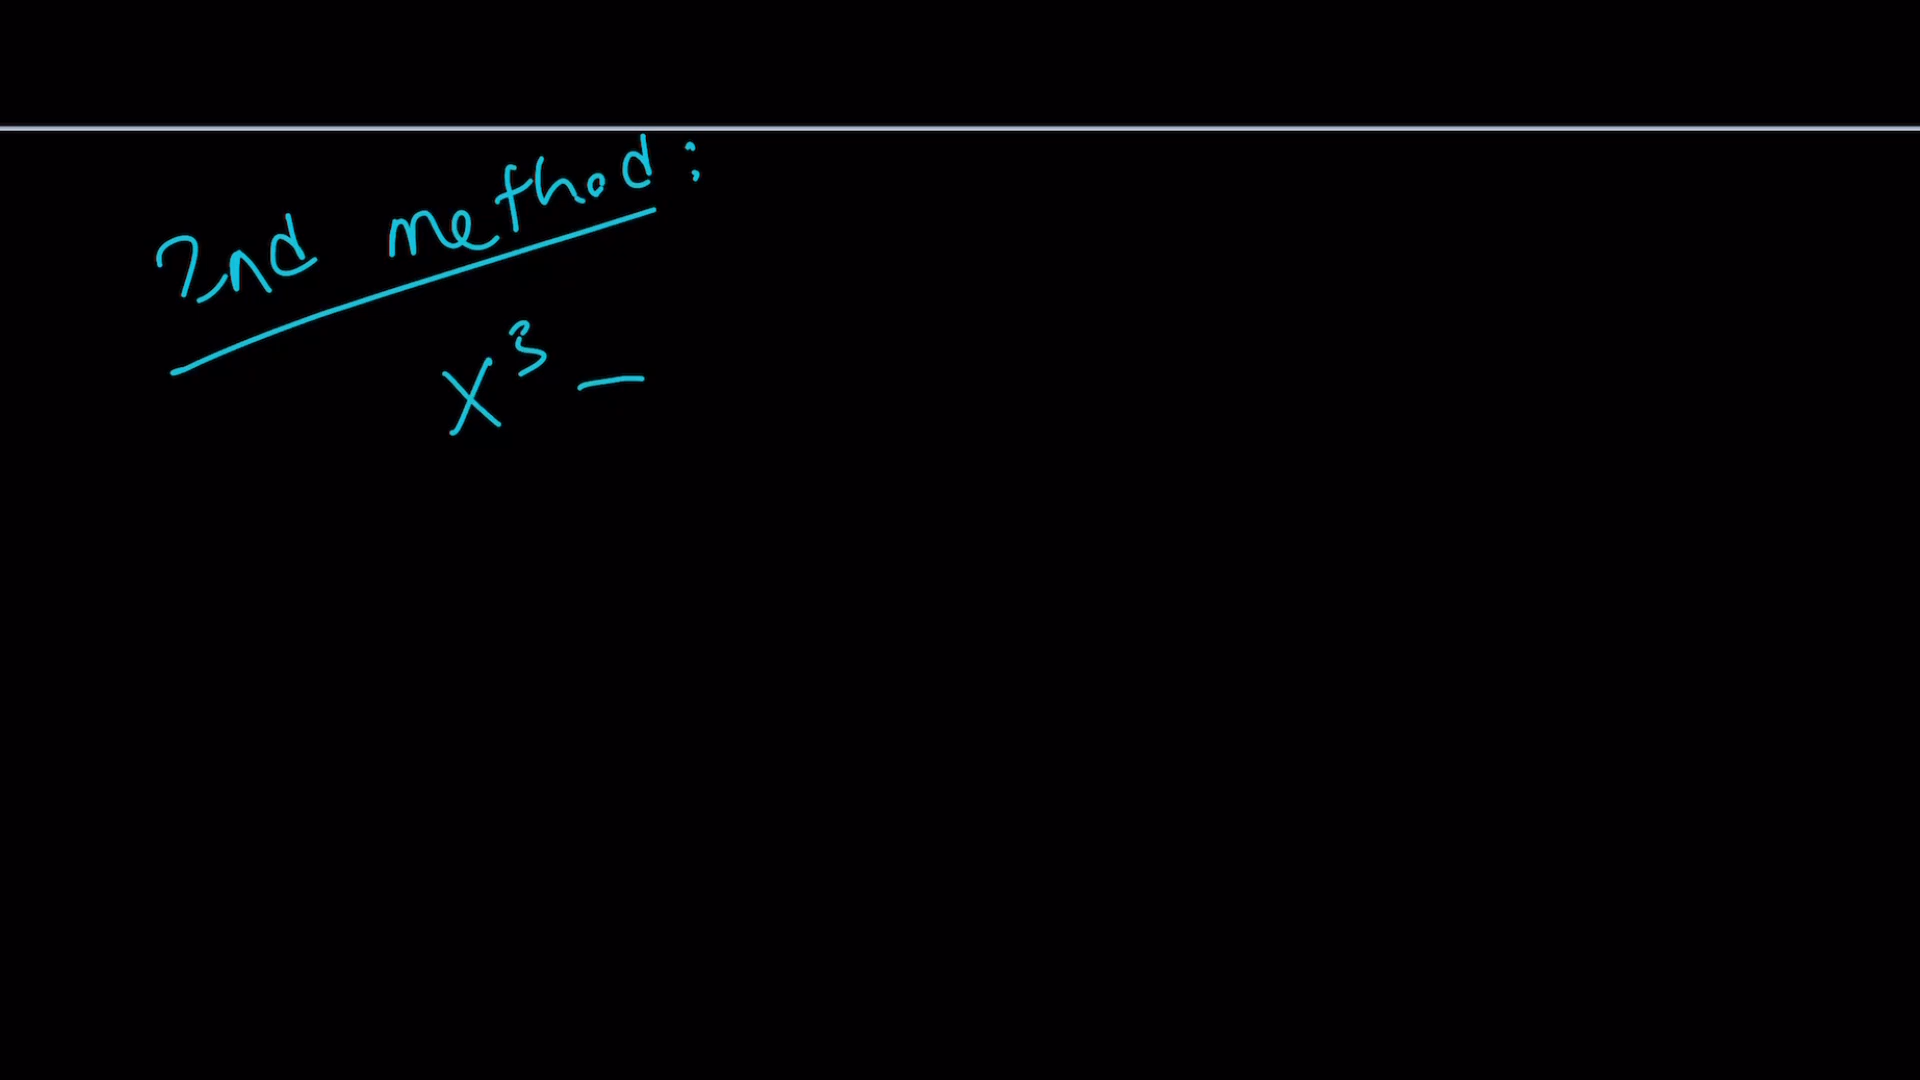 2nd method:
x³ –